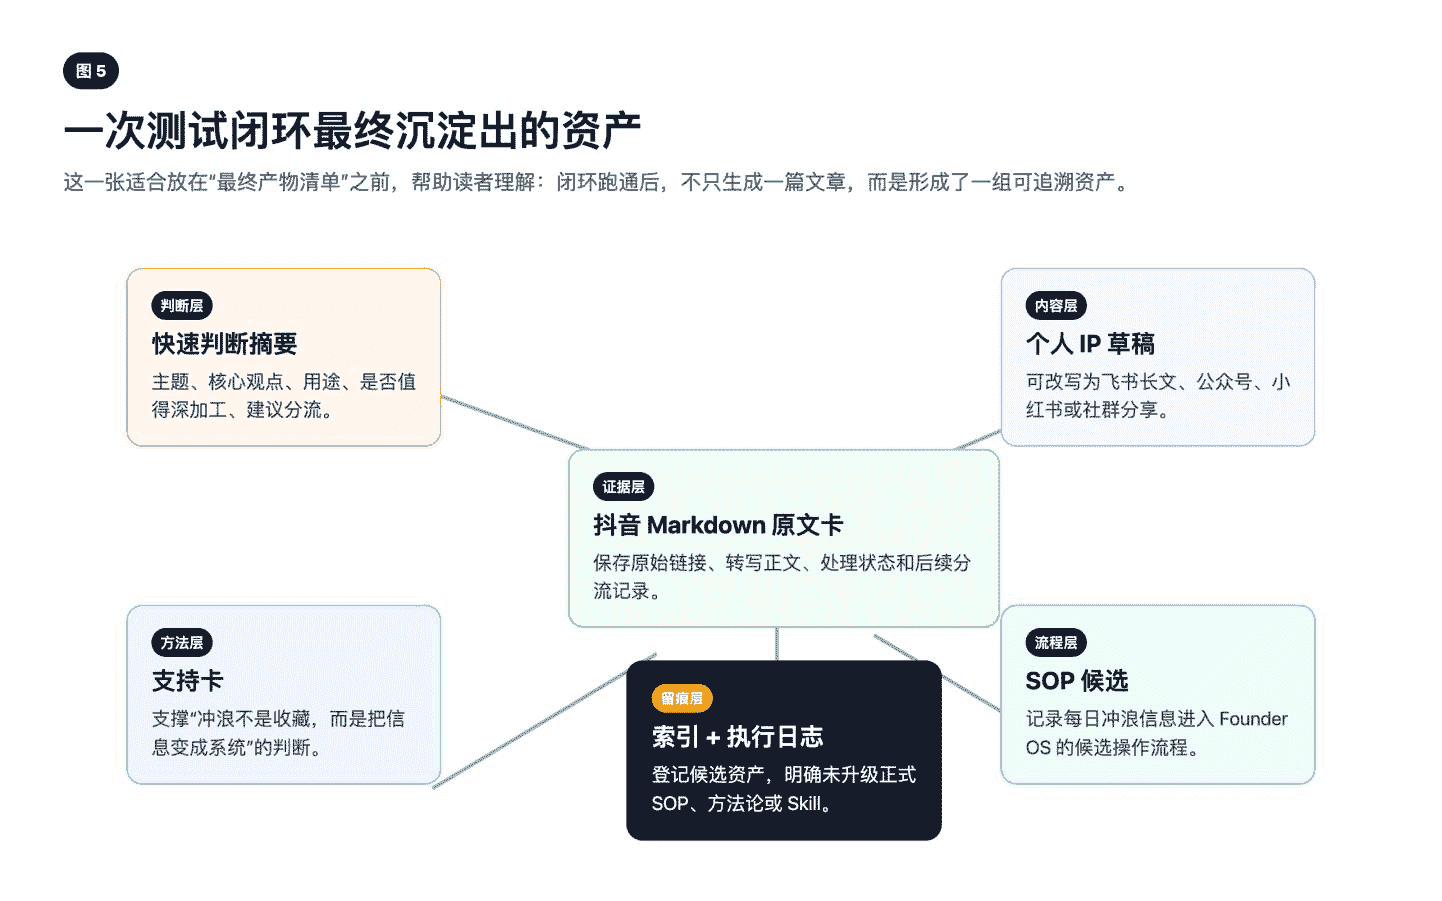 图 5
一次测试闭环最终沉淀出的资产
这一张适合放在“最终产物清单”之前，帮助读者理解：闭环跑通后，不只生成一篇文章，而是形成了一组可追溯资产。
判断层
快速判断摘要
主题、核心观点、用途、是否值
得深加工、建议分流。
内容层
个人 IP 草稿
可改写为飞书长文、公众号、小
红书或社群分享。
证据层
抖音 Markdown 原文卡
保存原始链接、转写正文、处理状态和后续分
流记录。
方法层
支持卡
支撑“冲浪不是收藏，而是把信
息变成系统”的判断。
留痕层
索引 + 执行日志
登记候选资产，明确未升级正式
SOP、方法论或 Skill。
流程层
SOP 候选
记录每日冲浪信息进入 Founder
OS 的候选操作流程。